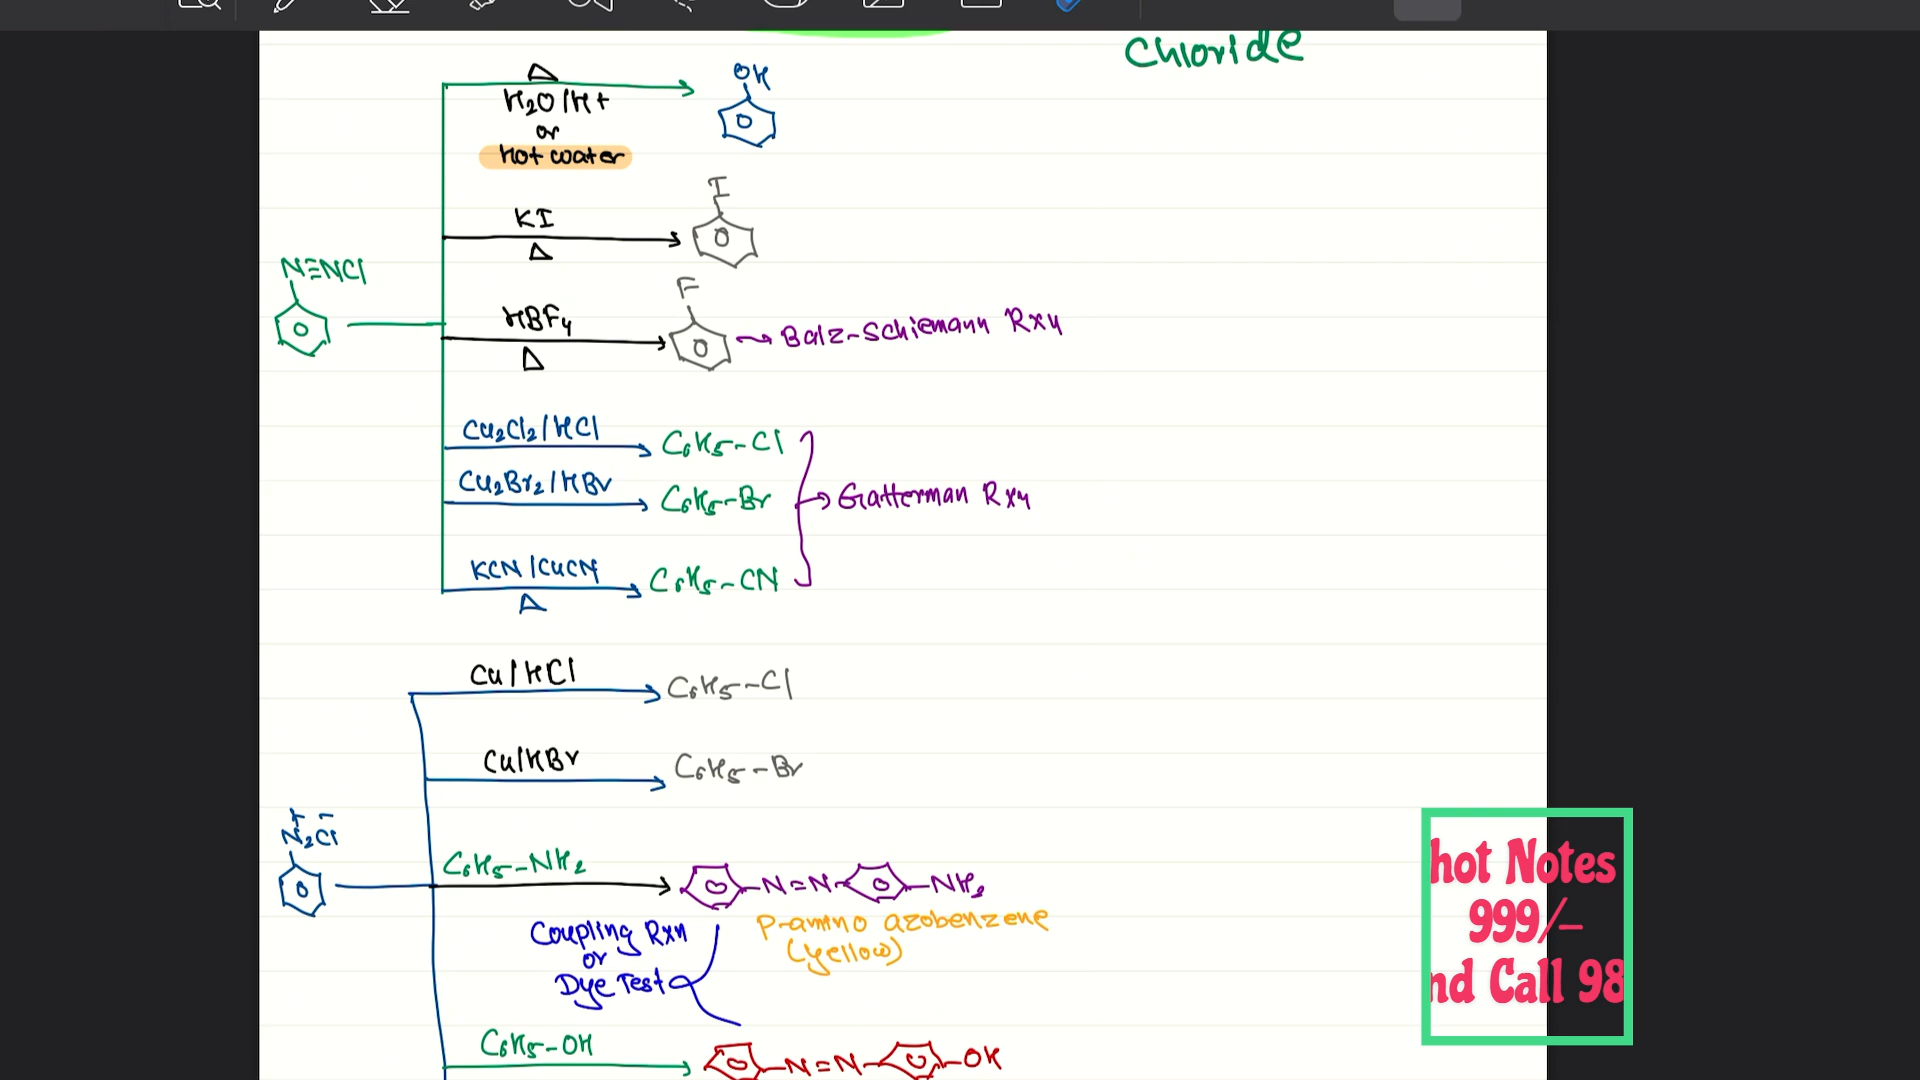 Chloride
Δ
OH
H2O/H+
or
hot water
I
KI
Δ
N≡NCl
F
HBF4
Δ
Balz-Schiemann Rxn
Cu2Cl2/HCl
C6H5-Cl
Cu2Br2/HBr
C6H5-Br
Gatterman Rxn
KCN/CuCN
C6H5-CN
Δ
Cu/HCl
C6H5-Cl
Cu/HBr
C6H5-Br
+ -
N2Cl
C6H5-NH2
-N=N- -NH2
P-amino azobenzene
(yellow)
Coupling Rxn
or
Dye Test
C6H5-OH
-N=N- -OH
hot Notes
999/-
nd Call 98